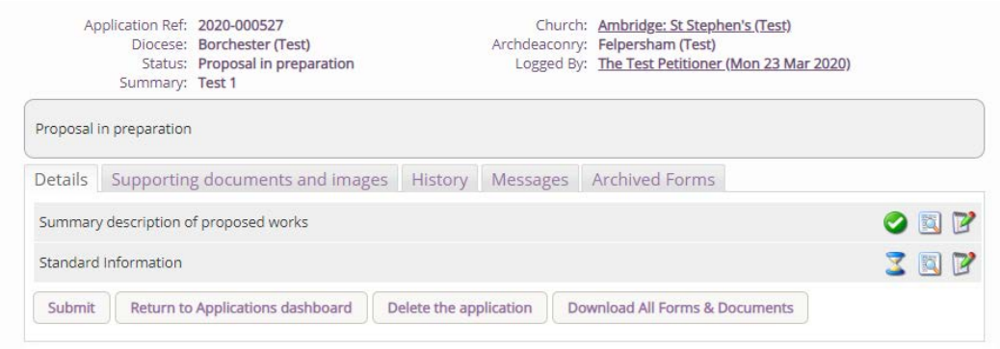 Application Ref: 2020-000527
Diocese: Borchester (Test)
Status: Proposal in preparation
Summary: Test 1
Church: Ambridge: St Stephen's (Test)
Archdeaconry: Felpersham (Test)
Logged By: The Test Petitioner (Mon 23 Mar 2020)
Proposal in preparation
Details Supporting documents and images History Messages Archived Forms
Summary description of proposed works
Standard Information
Submit Return to Applications dashboard Delete the application Download All Forms & Documents